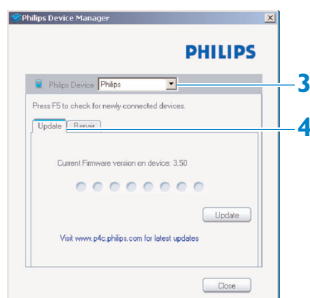 Philips Device Manager
PHILIPS
Philips Device Philips
3
Press F5 to check for newly connected devices.
Update Repair
4
Current Firmware version on device: 3.50
Update
Visit www.p4c.philips.com for latest updates
Close